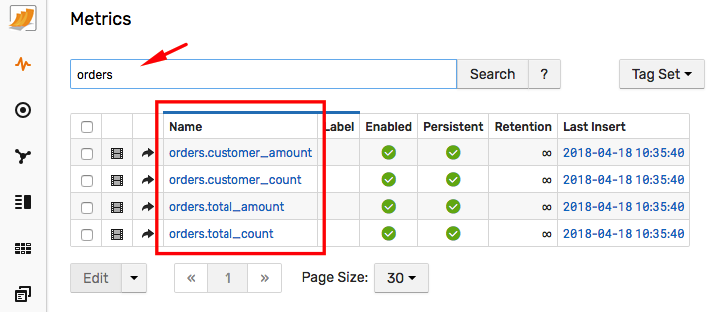 Metrics
orders Search ? Tag Set
Name Label Enabled Persistent Retention Last Insert
orders.customer_amount ∞ 2018-04-18 10:35:40
orders.customer_count ∞ 2018-04-18 10:35:40
orders.total_amount ∞ 2018-04-18 10:35:40
orders.total_count ∞ 2018-04-18 10:35:40
Edit « 1 » Page Size: 30